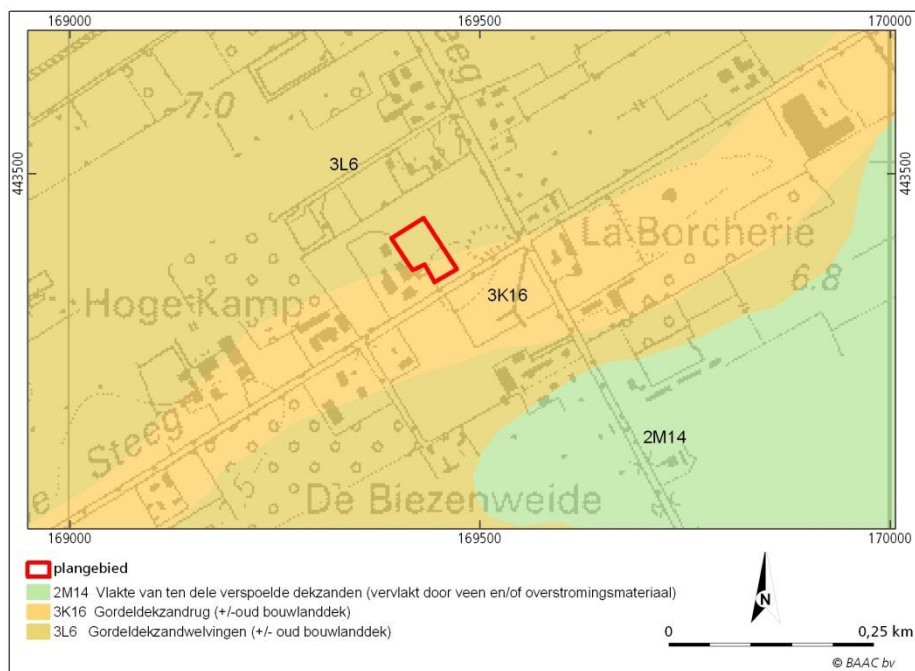 169000 169500 170000
eeg
7.0
3L6
443500 443500
La Borcherie
6.8
Hoge Kamp
3K16
2M14
Steeg
De Biezenweide
e
169000 169500 170000
plangebied
2M14 Vlakte van ten dele verspoelde dekzanden (vervlakt door veen en/of overstromingsmateriaal)
3K16 Gordeldekzandrug (+/-oud bouwlanddek)
3L6 Gordeldekzandwelvingen (+/- oud bouwlanddek)
N
0 0,25 km
© BAAC bv